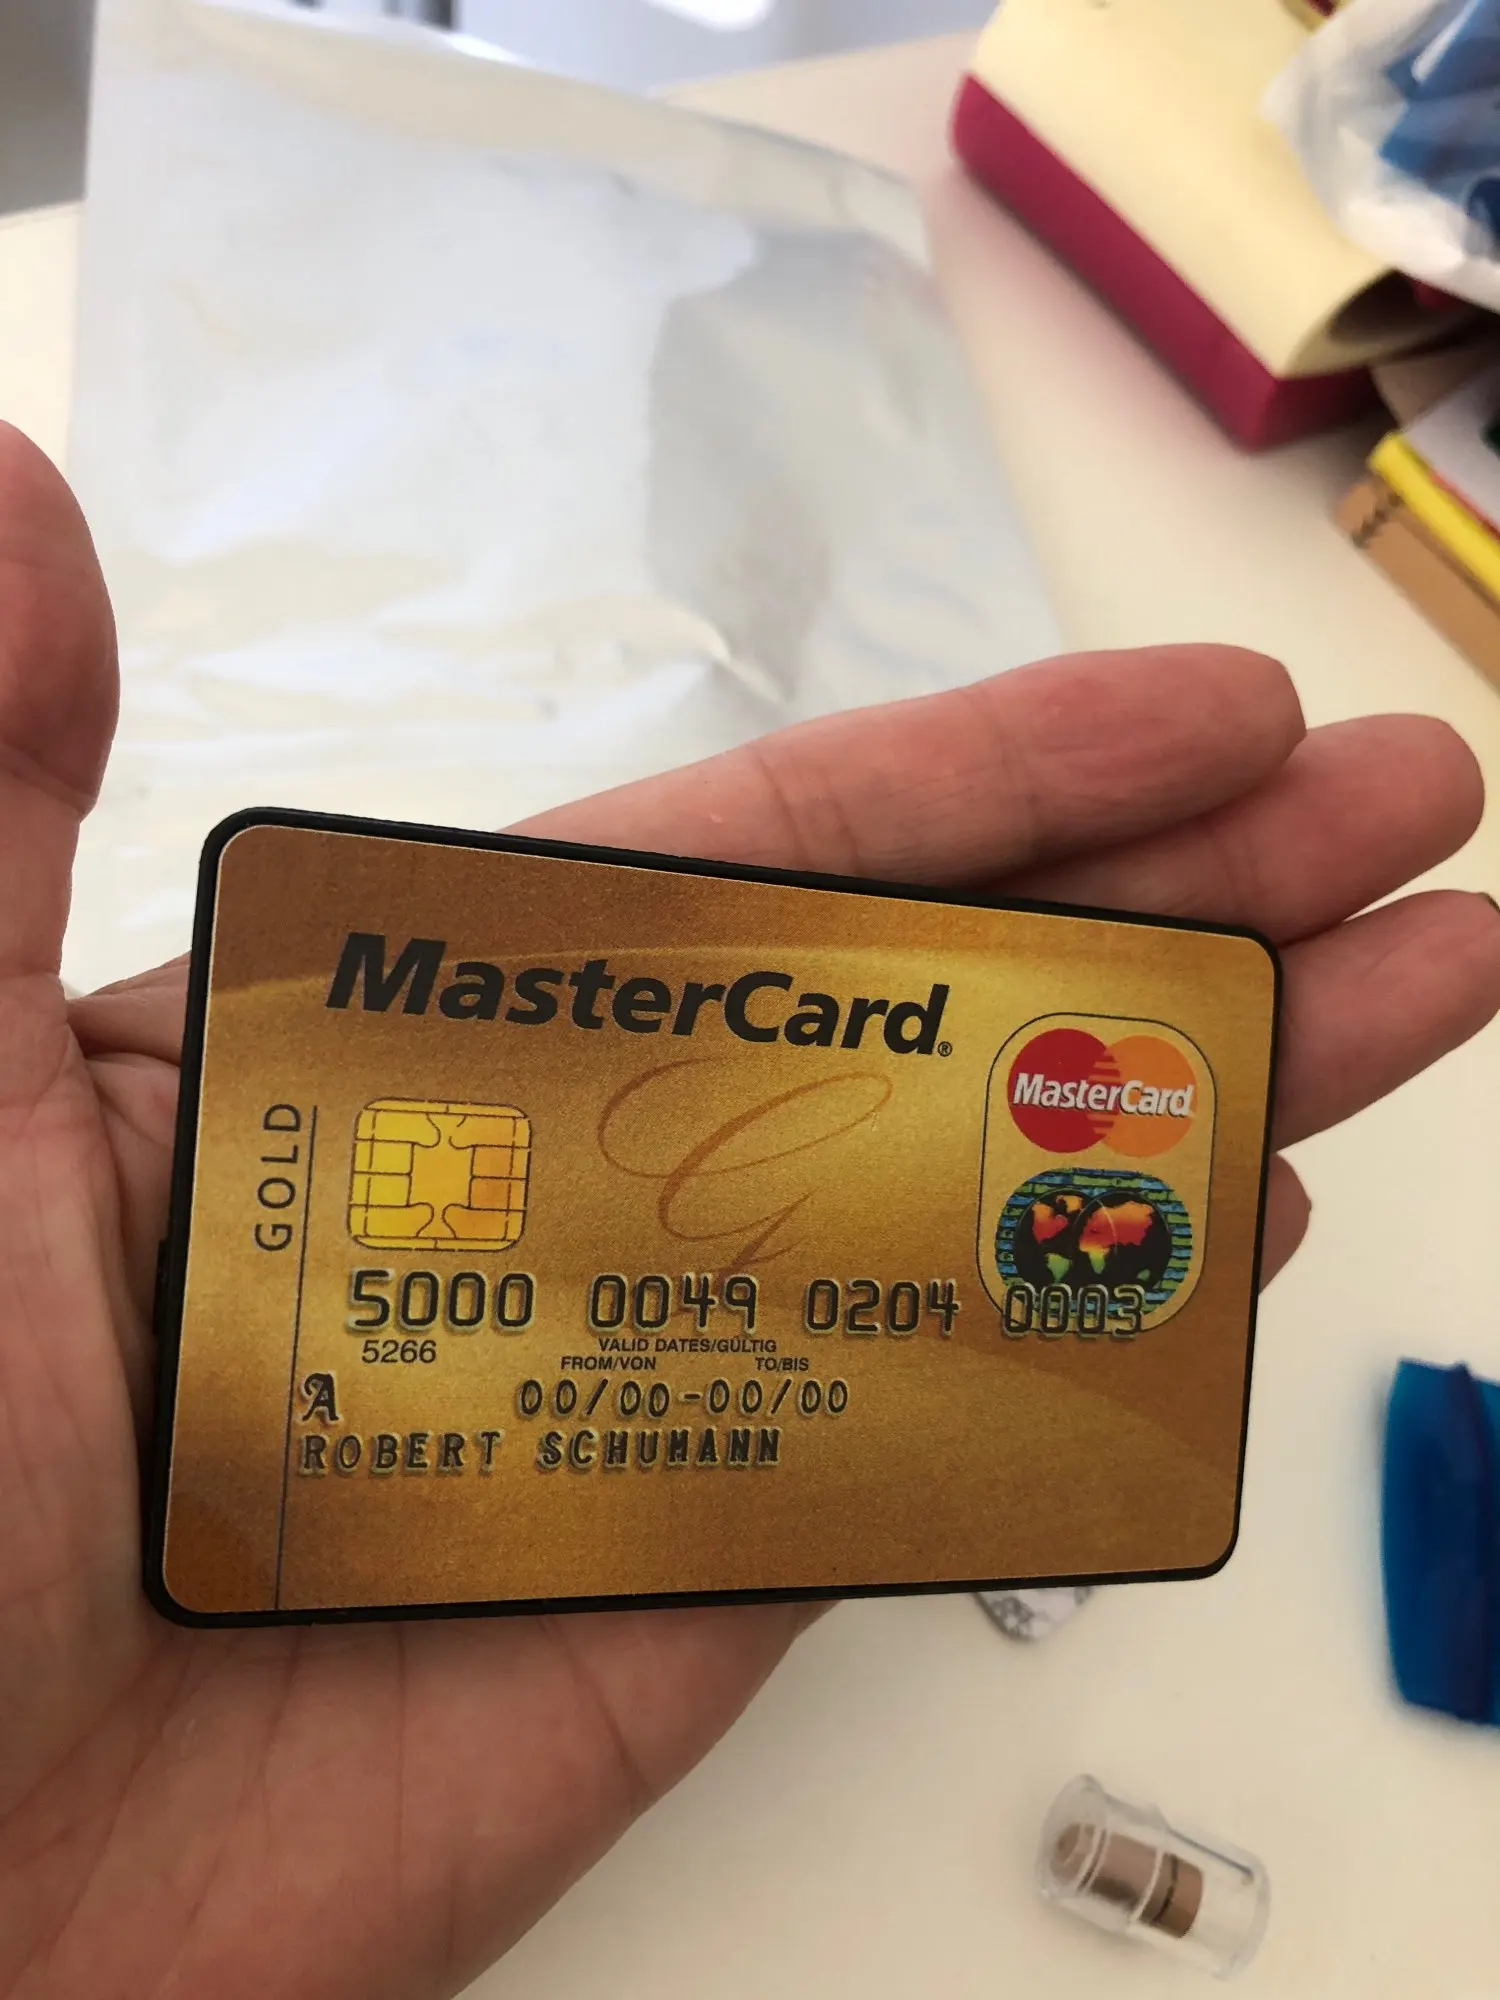 MasterCard®
MasterCard
GOLD
5000 0049 0204 0003
5266
VALID DATES/GÜLTIG
FROM/VON TO/BIS
A 00/00-00/00
ROBERT SCHUMANN